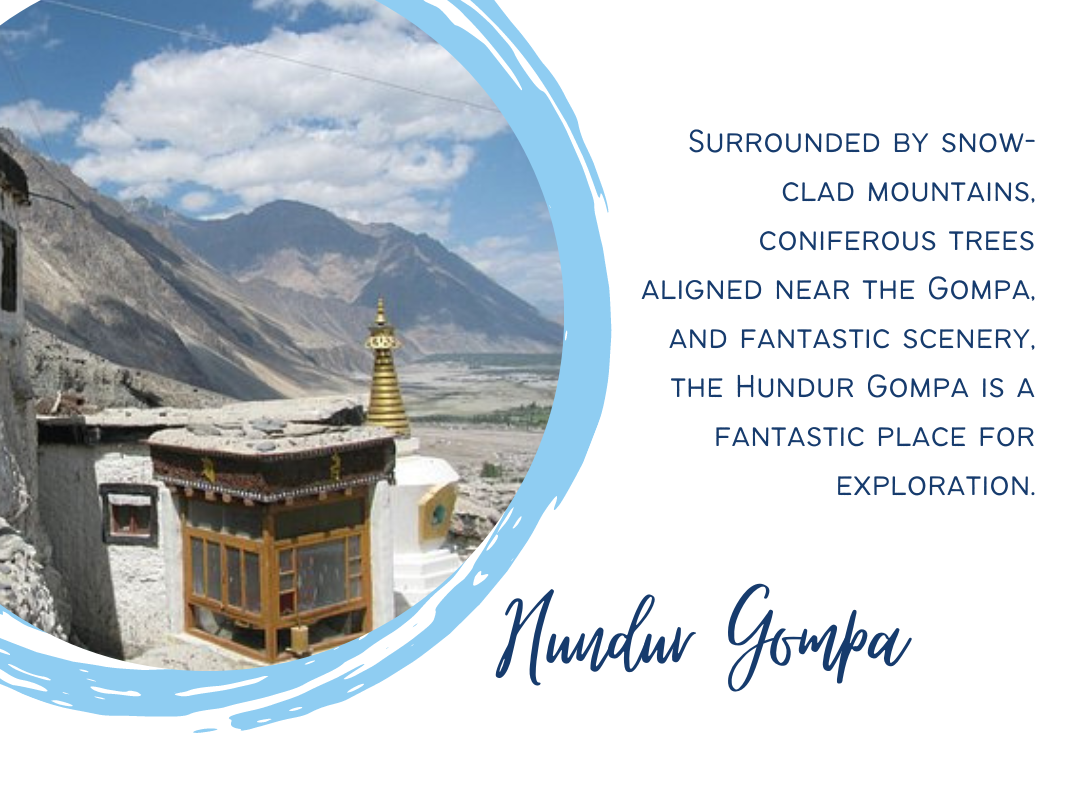 Surrounded by snow-
clad mountains,
coniferous trees
aligned near the Gompa,
and fantastic scenery,
the Hundur Gompa is a
fantastic place for
exploration.
Hundur Gompa